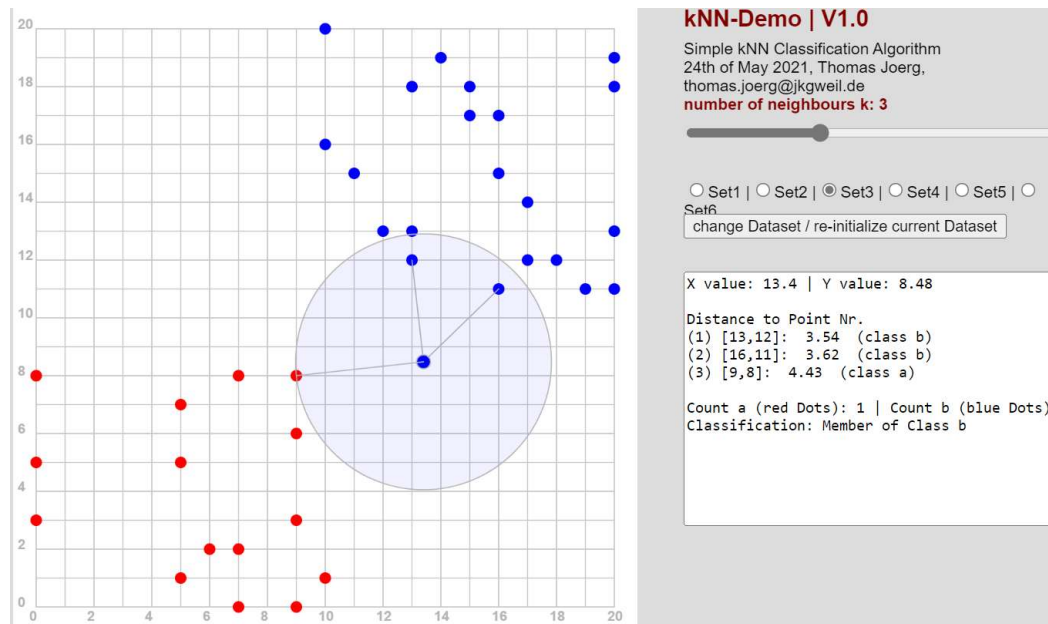 20
18
16
14
12
10
8
6
4
2
0
0 2 4 6 8 10 12 14 16 18 20
kNN-Demo | V1.0
Simple kNN Classification Algorithm
24th of May 2021, Thomas Joerg,
thomas.joerg@jkgweil.de
number of neighbours k: 3
Set1 | Set2 | Set3 | Set4 | Set5 |
Set6
change Dataset / re-initialize current Dataset
X value: 13.4 | Y value: 8.48
Distance to Point Nr.
(1) [13,12]: 3.54 (class b)
(2) [16,11]: 3.62 (class b)
(3) [9,8]: 4.43 (class a)
Count a (red Dots): 1 | Count b (blue Dots)
Classification: Member of Class b